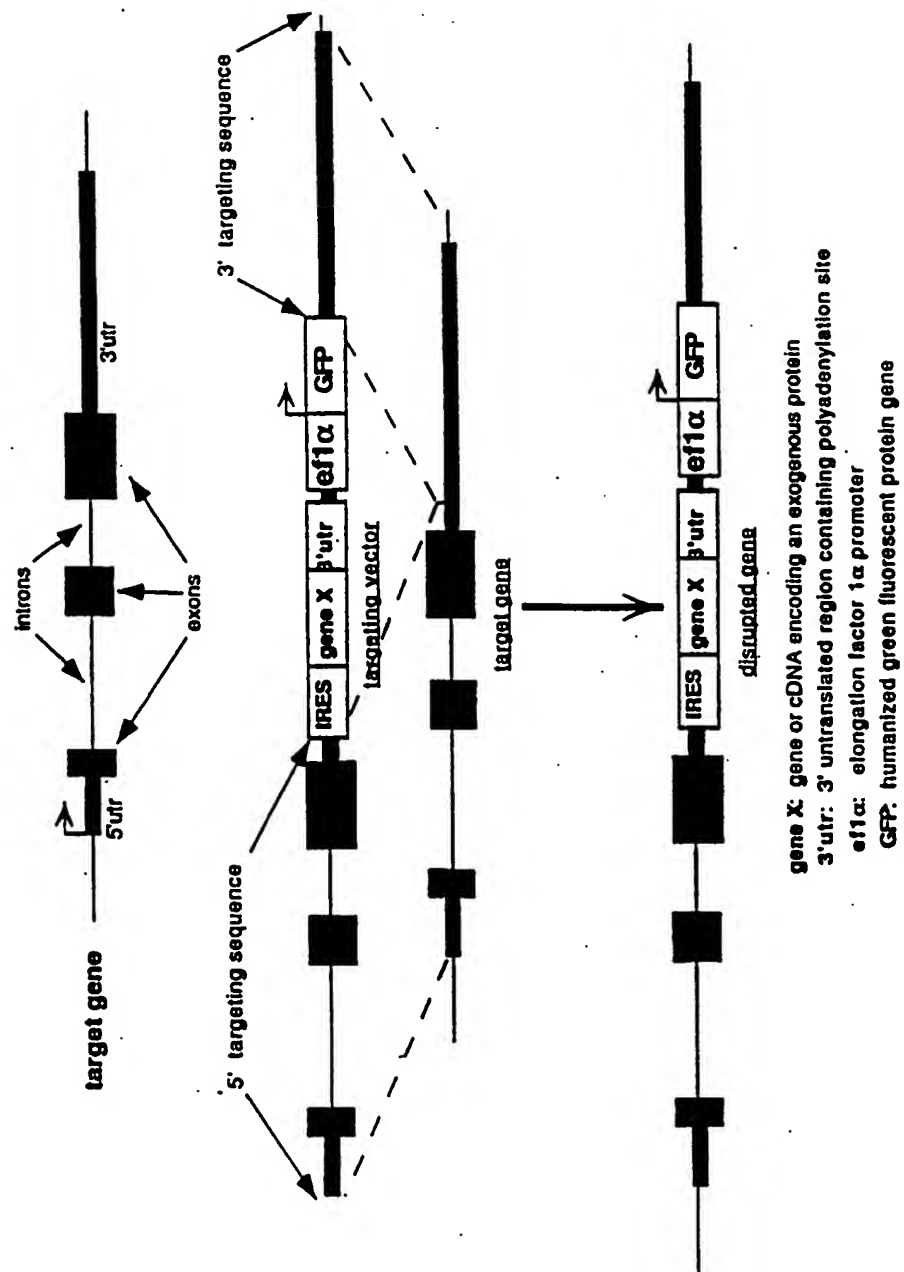 target gene
introns
exons
5'utr
3'utr
5' targeting sequence
3' targeting sequence
IRES gene X 3'utr ef1α GFP
targeting vector
target gene
IRES gene X 3'utr ef1α GFP
disrupted gene
gene X: gene or cDNA encoding an exogenous protein
3'utr: 3' untranslated region containing polyadenylation site
ef1α: elongation factor 1α promoter
GFP: humanized green fluorescent protein gene